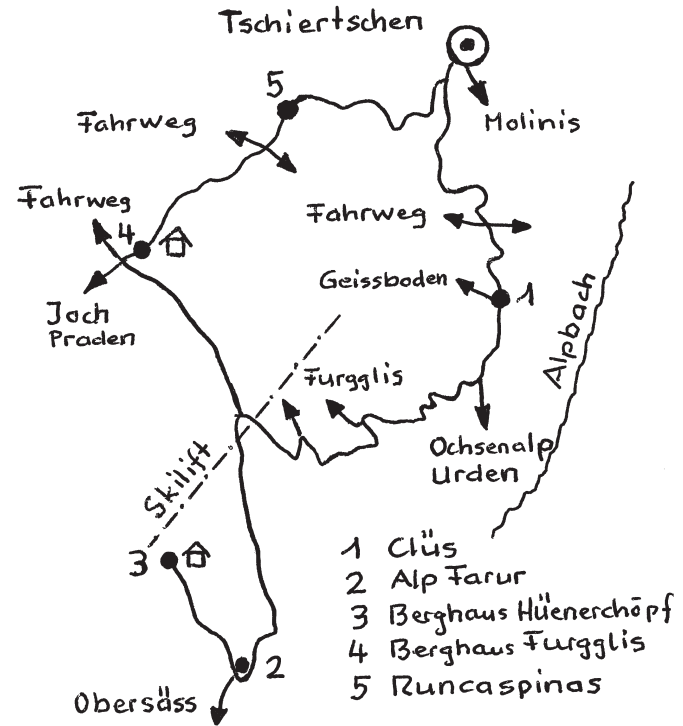 Tschiertschen
5
Fahrweg
Molinis
Fahrweg
4
Fahrweg
Geissboden
1
Joch
Praden
Furgglis
Alpbach
Ochsenalp
Urden
Skilift
3
2
Obersäss
1 Clüs
2 Alp Farur
3 Berghaus Hüenerchöpf
4 Berghaus Furgglis
5 Runcaspinas